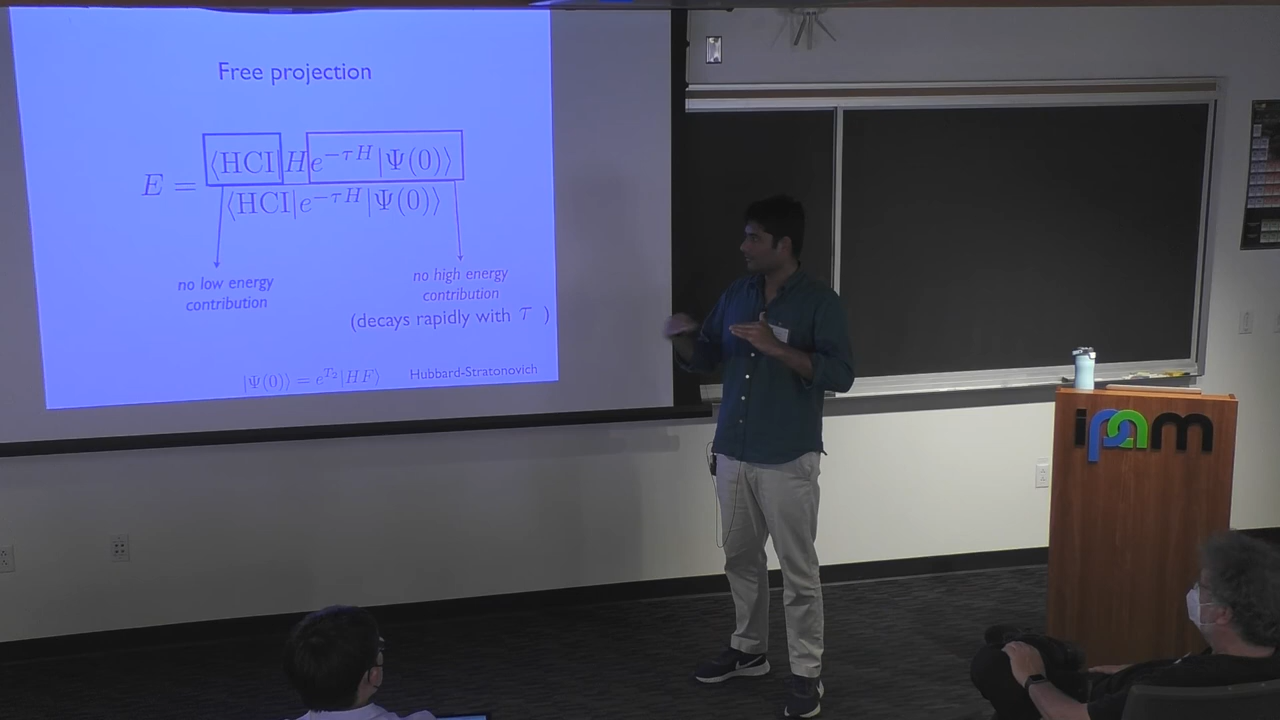 Free projection
E = ⟨HCI|He^{−τH}|Ψ(0)⟩ / ⟨HCI|e^{−τH}|Ψ(0)⟩
no low energy
contribution
no high energy
contribution
(decays rapidly with τ )
|Ψ(0)⟩ = e^{T_2}|HF⟩
Hubbard-Stratonovich
ipam